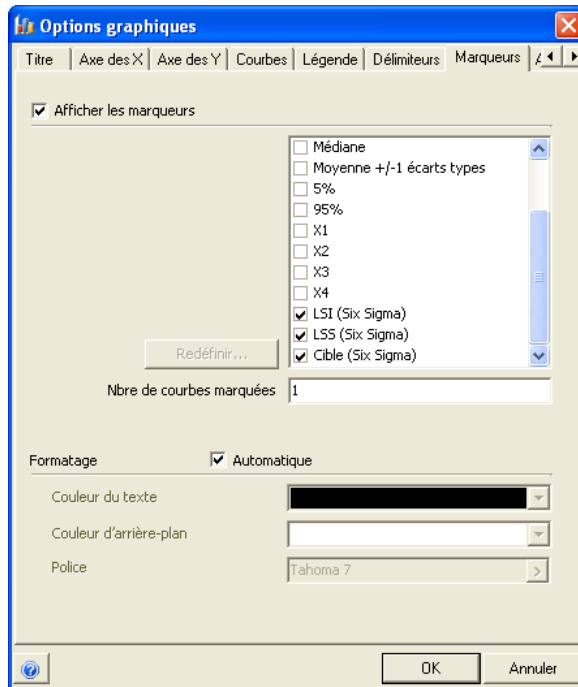 Options graphiques
Titre Axe des X Axe des Y Courbes Légende Délimiteurs Marqueurs
Afficher les marqueurs
Médiane
Moyenne +/-1 écarts types
5%
95%
X1
X2
X3
X4
LSI (Six Sigma)
LSS (Six Sigma)
Redéfinir... Cible (Six Sigma)
Nbre de courbes marquées 1
Formatage Automatique
Couleur du texte
Couleur d'arrière-plan
Police Tahoma 7
? OK Annuler